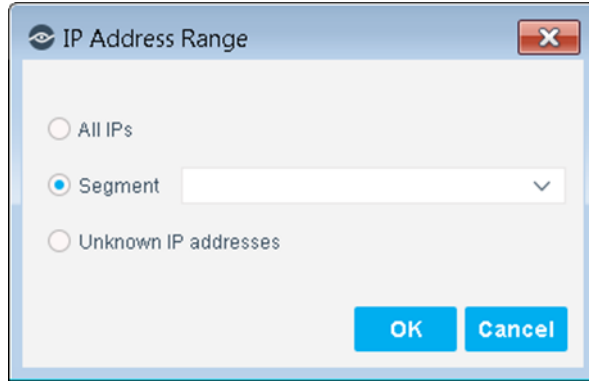 IP Address Range
All IPs
Segment
Unknown IP addresses
OK Cancel